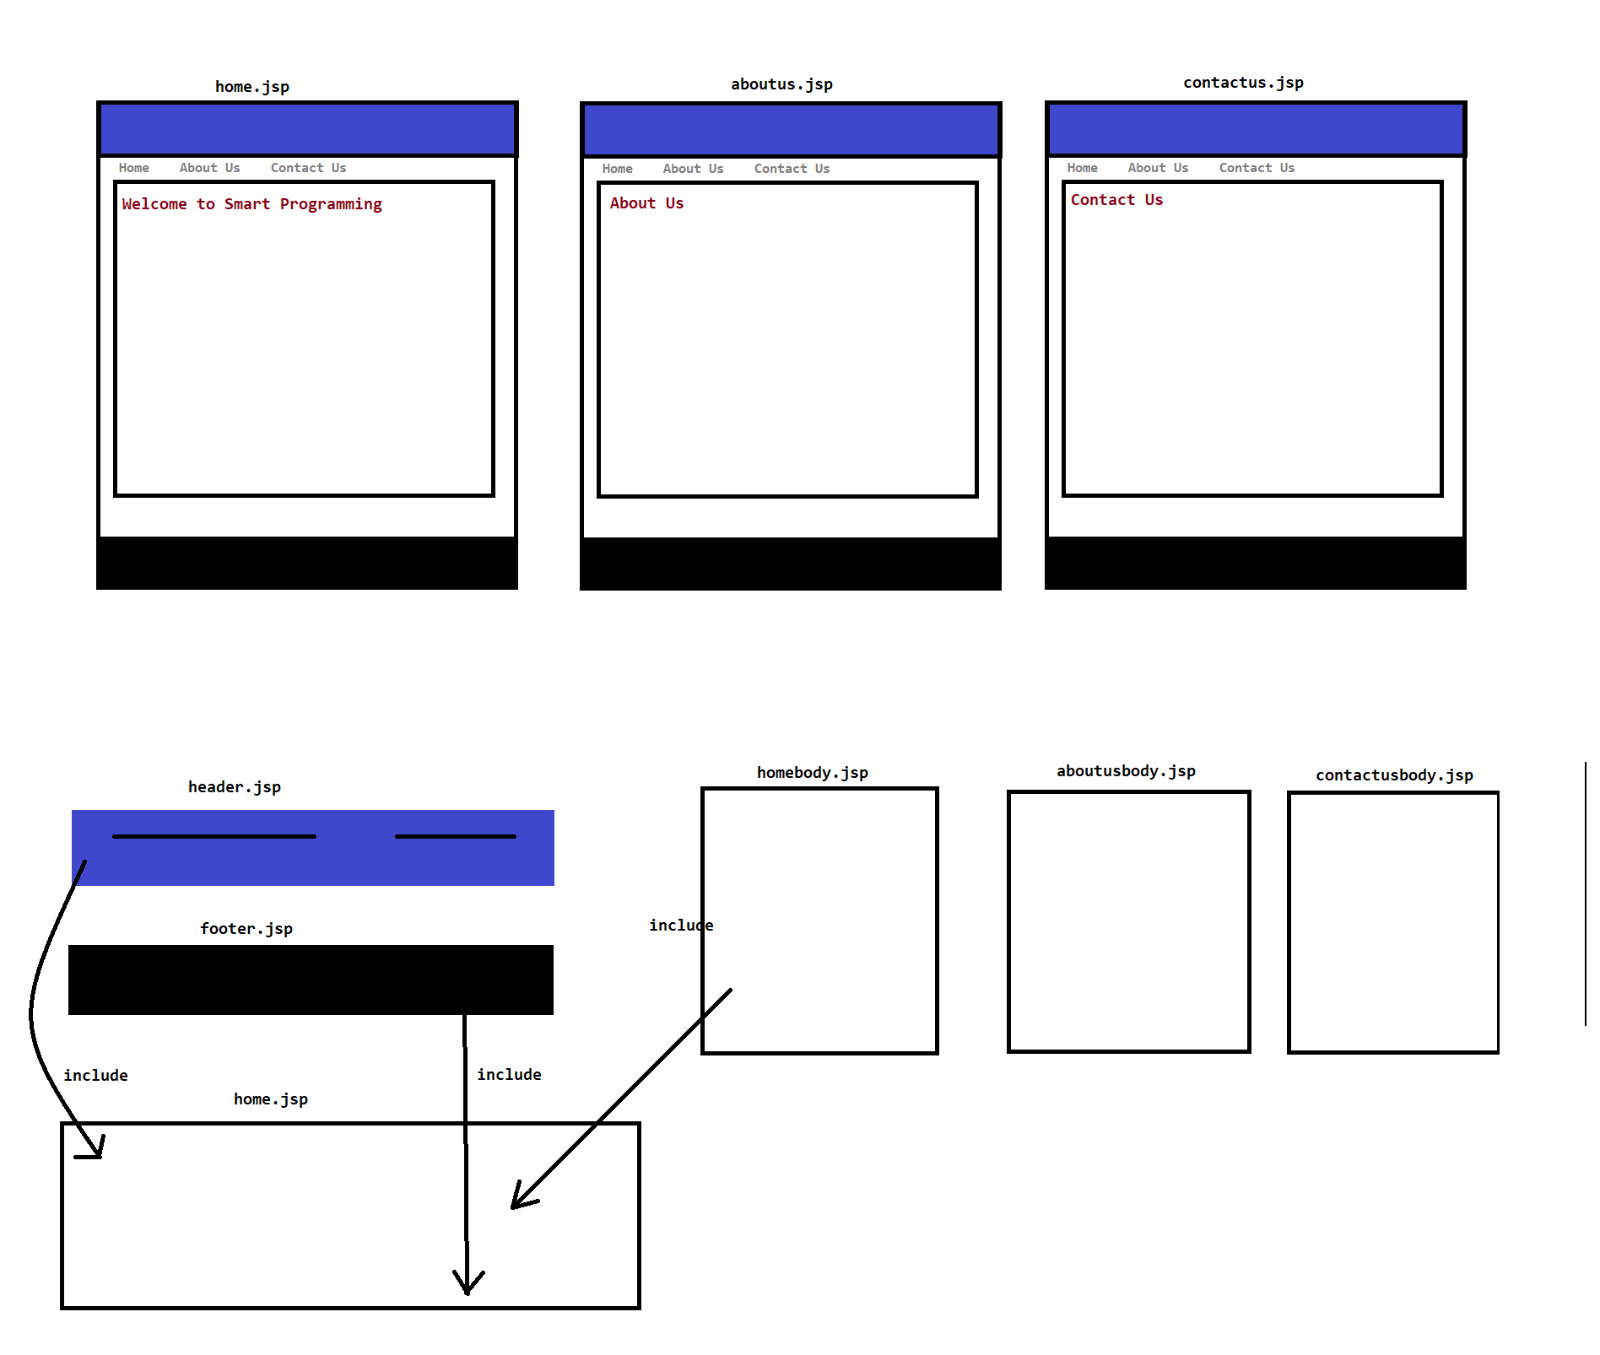 home.jsp
aboutus.jsp
contactus.jsp
Home About Us Contact Us
Welcome to Smart Programming
Home About Us Contact Us
About Us
Home About Us Contact Us
Contact Us
header.jsp
footer.jsp
homebody.jsp
aboutusbody.jsp
contactusbody.jsp
include
include
include
home.jsp